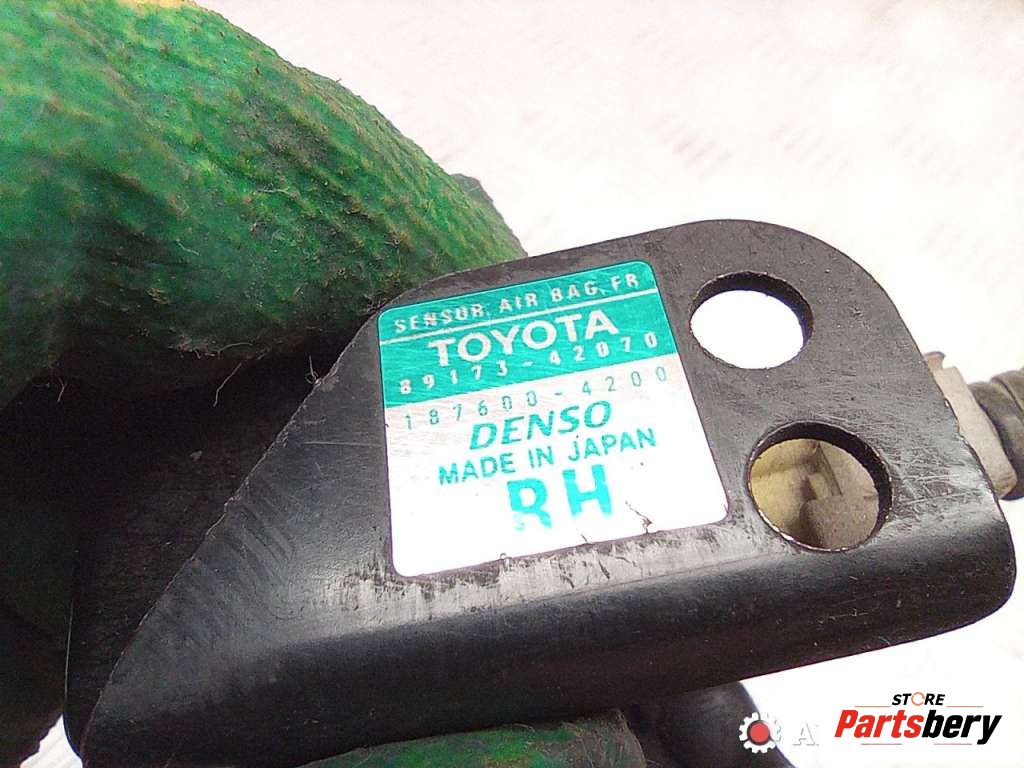 SENSOR, AIR BAG, FR
TOYOTA
89173-42070
187600-4200
DENSO
MADE IN JAPAN
RH
STORE
Partsbery
A